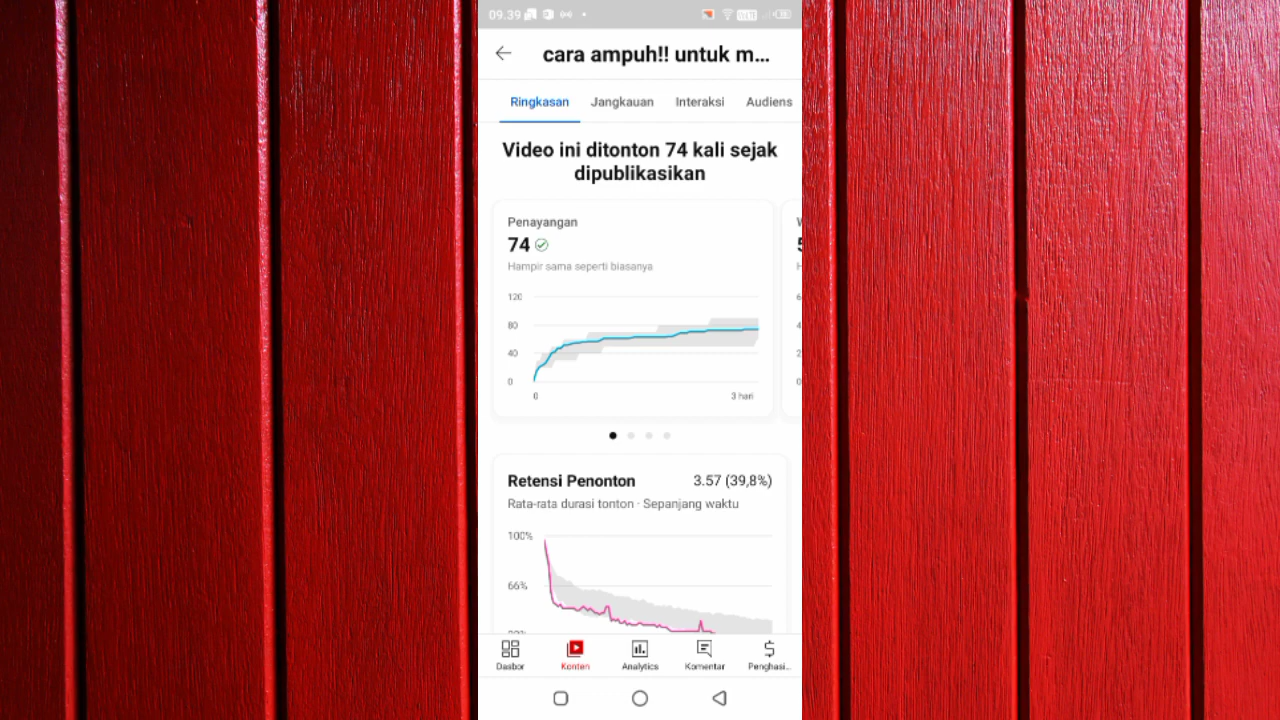 09.39
VoLTE
cara ampuh!! untuk m...
Ringkasan
Jangkauan
Interaksi
Audiens
Video ini ditonton 74 kali sejak
dipublikasikan
Penayangan
74
Hampir sama seperti biasanya
120
80
40
0
0
3 hari
Retensi Penonton
3.57 (39,8%)
Rata-rata durasi tonton · Sepanjang waktu
100%
66%
Dasbor
Konten
Analytics
Komentar
Penghasi...